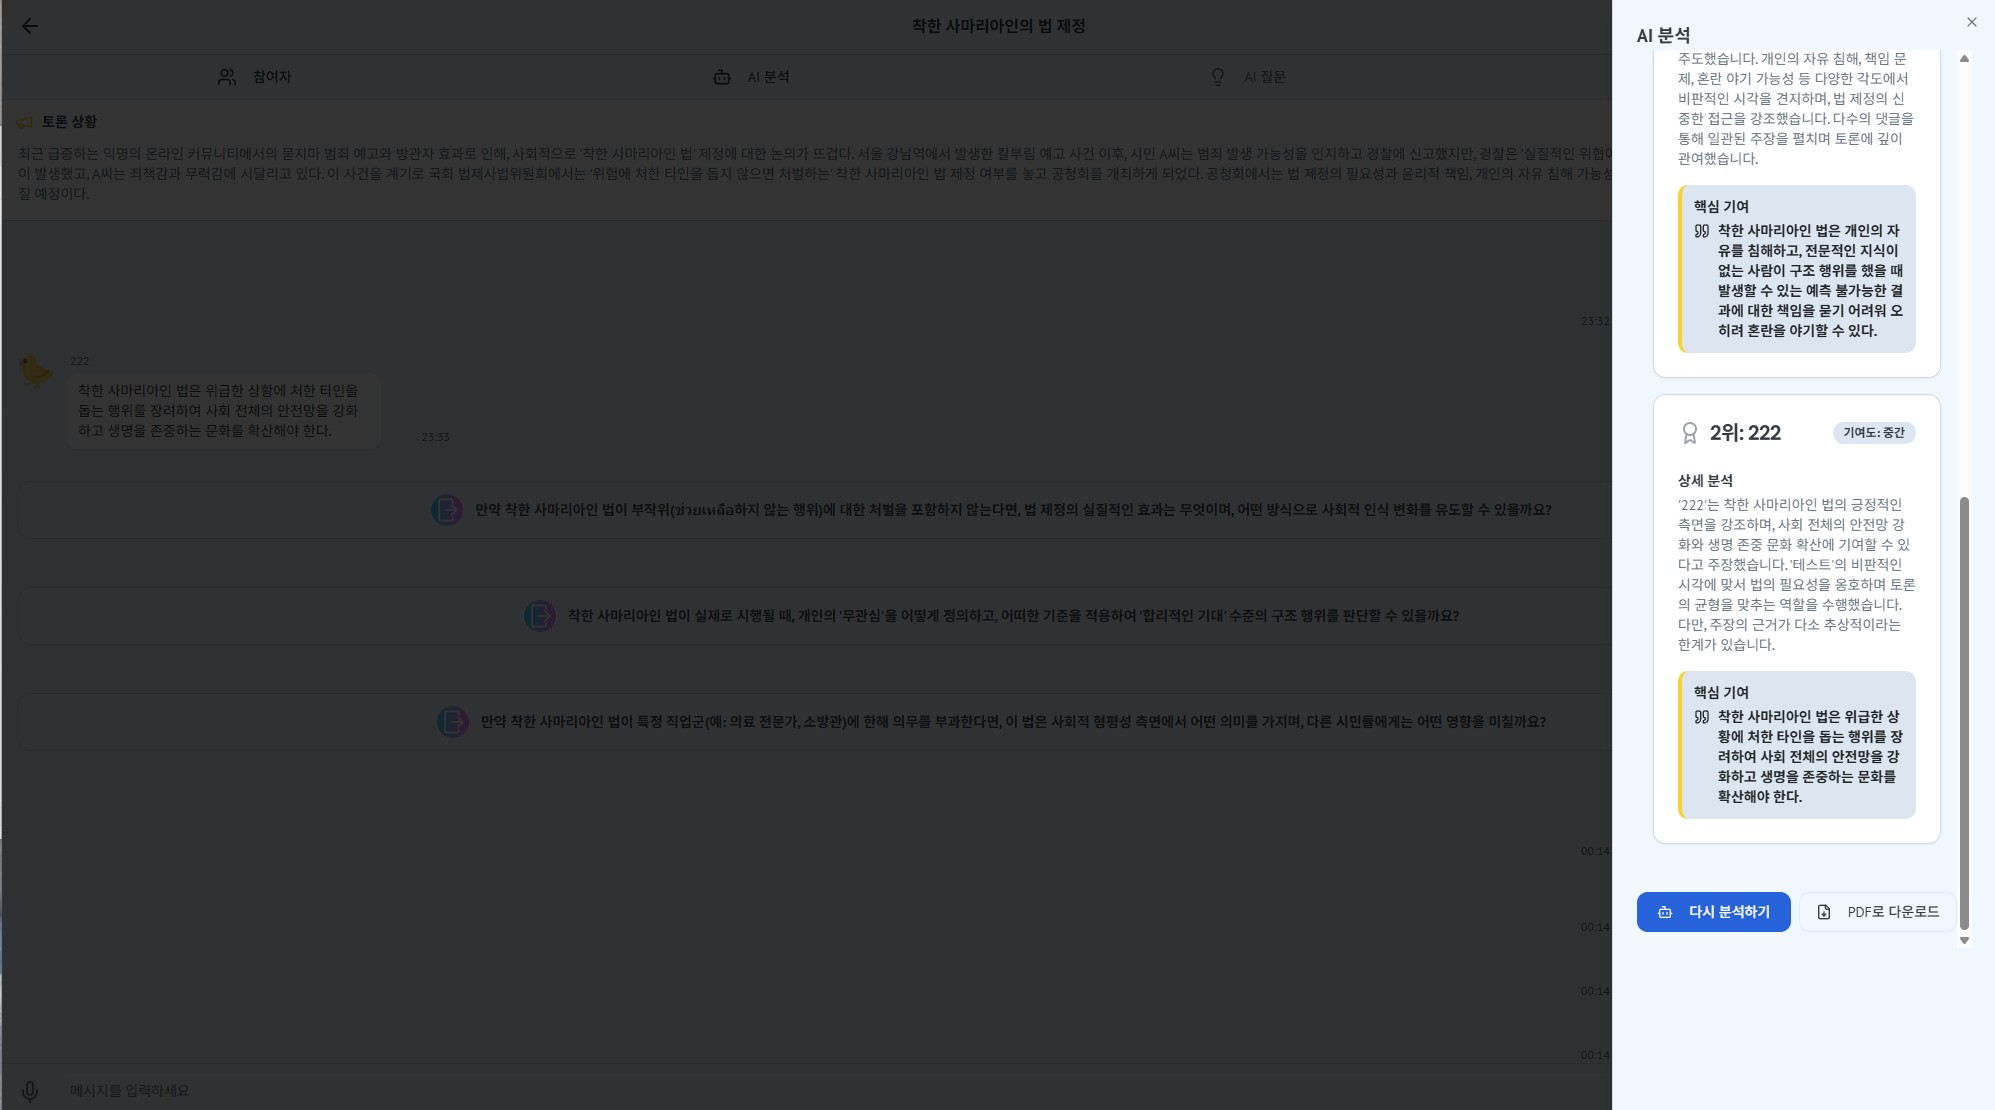 착한 사마리아인의 법 제정
참여자
AI 분석
AI 질문
토론 상황
최근 급증하는 익명의 온라인 커뮤니티에서의 묻지마 범죄 예고와 방관자 효과로 인해, 사회적으로 '착한 사마리아인 법' 제정에 대한 논의가 뜨겁다. 서울 강남역에서 발생한 칼부림 예고 사건 이후, 시민 A씨는 범죄 발생 가능성을 인지하고 경찰에 신고했지만, 경찰은 '실질적인 위협이
이 발생했고, A씨는 죄책감과 무력감에 시달리고 있다. 이 사건을 계기로 국회 법제사법위원회에서는 '위험에 처한 타인을 돕지 않으면 처벌하는' 착한 사마리아인 법 제정 여부를 놓고 공청회를 개최하게 되었다. 공청회에서는 법 제정의 필요성과 윤리적 책임, 개인의 자유 침해 가능성
질 예정이다.
23:32
222
착한 사마리아인 법은 위급한 상황에 처한 타인을
돕는 행위를 장려하여 사회 전체의 안전망을 강화
하고 생명을 존중하는 문화를 확산해야 한다.
23:33
만약 착한 사마리아인 법이 부작위(ช่วยเหลือ하지 않는 행위)에 대한 처벌을 포함하지 않는다면, 법 제정의 실질적인 효과는 무엇이며, 어떤 방식으로 사회적 인식 변화를 유도할 수 있을까요?
착한 사마리아인 법이 실제로 시행될 때, 개인의 '무관심'을 어떻게 정의하고, 어떠한 기준을 적용하여 '합리적인 기대' 수준의 구조 행위를 판단할 수 있을까요?
만약 착한 사마리아인 법이 특정 직업군(예: 의료 전문가, 소방관)에 한해 의무를 부과한다면, 이 법은 사회적 형평성 측면에서 어떤 의미를 가지며, 다른 시민들에게는 어떤 영향을 미칠까요?
00:14
00:14
00:14
00:14
메시지를 입력하세요
AI 분석
주도했습니다. 개인의 자유 침해, 책임 문
제, 혼란 야기 가능성 등 다양한 각도에서
비판적인 시각을 견지하며, 법 제정의 신
중한 접근을 강조했습니다. 다수의 댓글을
통해 일관된 주장을 펼치며 토론에 깊이
관여했습니다.
핵심 기여
착한 사마리아인 법은 개인의 자
유를 침해하고, 전문적인 지식이
없는 사람이 구조 행위를 했을 때
발생할 수 있는 예측 불가능한 결
과에 대한 책임을 묻기 어려워 오
히려 혼란을 야기할 수 있다.
2위: 222
기여도: 중간
상세 분석
'222'는 착한 사마리아인 법의 긍정적인
측면을 강조하며, 사회 전체의 안전망 강
화와 생명 존중 문화 확산에 기여할 수 있
다고 주장했습니다. '테스트'의 비판적인
시각에 맞서 법의 필요성을 옹호하며 토론
의 균형을 맞추는 역할을 수행했습니다.
다만, 주장의 근거가 다소 추상적이라는
한계가 있습니다.
핵심 기여
착한 사마리아인 법은 위급한 상
황에 처한 타인을 돕는 행위를 장
려하여 사회 전체의 안전망을 강
화하고 생명을 존중하는 문화를
확산해야 한다.
다시 분석하기
PDF로 다운로드